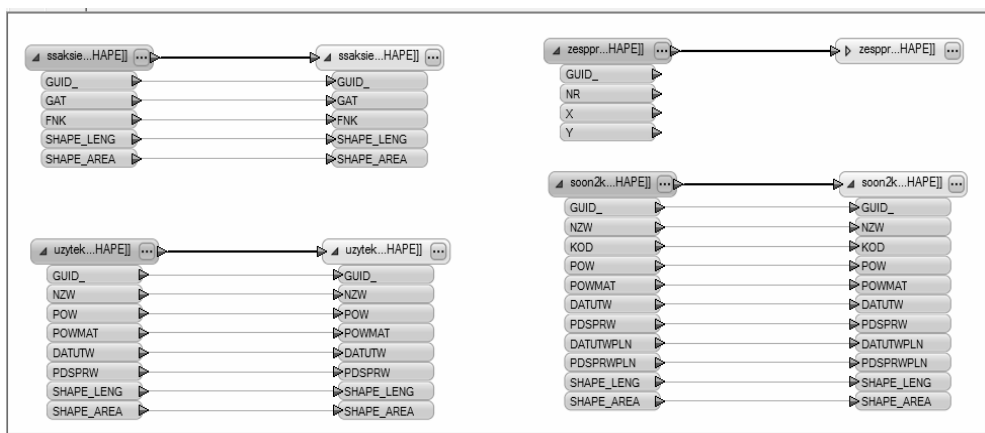 ssaksie...HAPE]] ... ssaksie...HAPE]] ...
GUID_ GUID_
GAT GAT
FNK FNK
SHAPE_LENG SHAPE_LENG
SHAPE_AREA SHAPE_AREA
uzytek...HAPE]] ... uzytek...HAPE]] ...
GUID_ GUID_
NZW NZW
POW POW
POWMAT POWMAT
DATUTW DATUTW
PDSPRW PDSPRW
SHAPE_LENG SHAPE_LENG
SHAPE_AREA SHAPE_AREA
zesppr...HAPE]] ... zesppr...HAPE]] ...
GUID_
NR
X
Y
soon2k...HAPE]] ... soon2k...HAPE]] ...
GUID_ GUID_
NZW NZW
KOD KOD
POW POW
POWMAT POWMAT
DATUTW DATUTW
PDSPRW PDSPRW
DATUTWPLN DATUTWPLN
PDSPRWPLN PDSPRWPLN
SHAPE_LENG SHAPE_LENG
SHAPE_AREA SHAPE_AREA